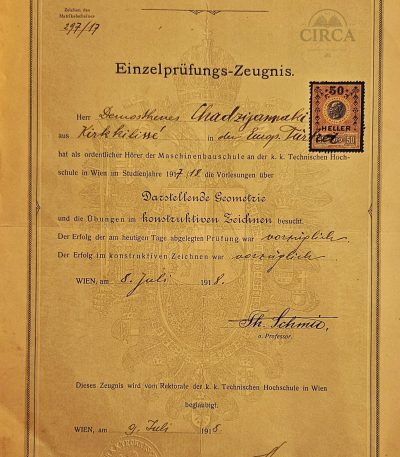 CIRCA
Zeichen des
Matrikelscheines
297/17
Einzelprüfungs-Zeugnis.
50
HELLER
Herr Demosthenes Chadzigannaki
aus Kirkkilissé in der Europ. Türkei
hat als ordentlicher Hörer der Maschinenbauschule an der k. k. Technischen Hoch-
schule in Wien im Studienjahre 1917/18 die Vorlesungen über
Darstellende Geometrie
und die Übungen im konstruktiven Zeichnen besucht.
Der Erfolg der am heutigen Tage abgelegten Prüfung war vorzüglich
Der Erfolg im konstruktiven Zeichnen war vorzüglich
WIEN, am 8. Juli 1918.
Th. Schmid,
o. Professor.
Dieses Zeugnis wird vom Rektorate der k. k. Technischen Hochschule in Wien
beglaubigt.
WIEN, am 9. Juli 1918